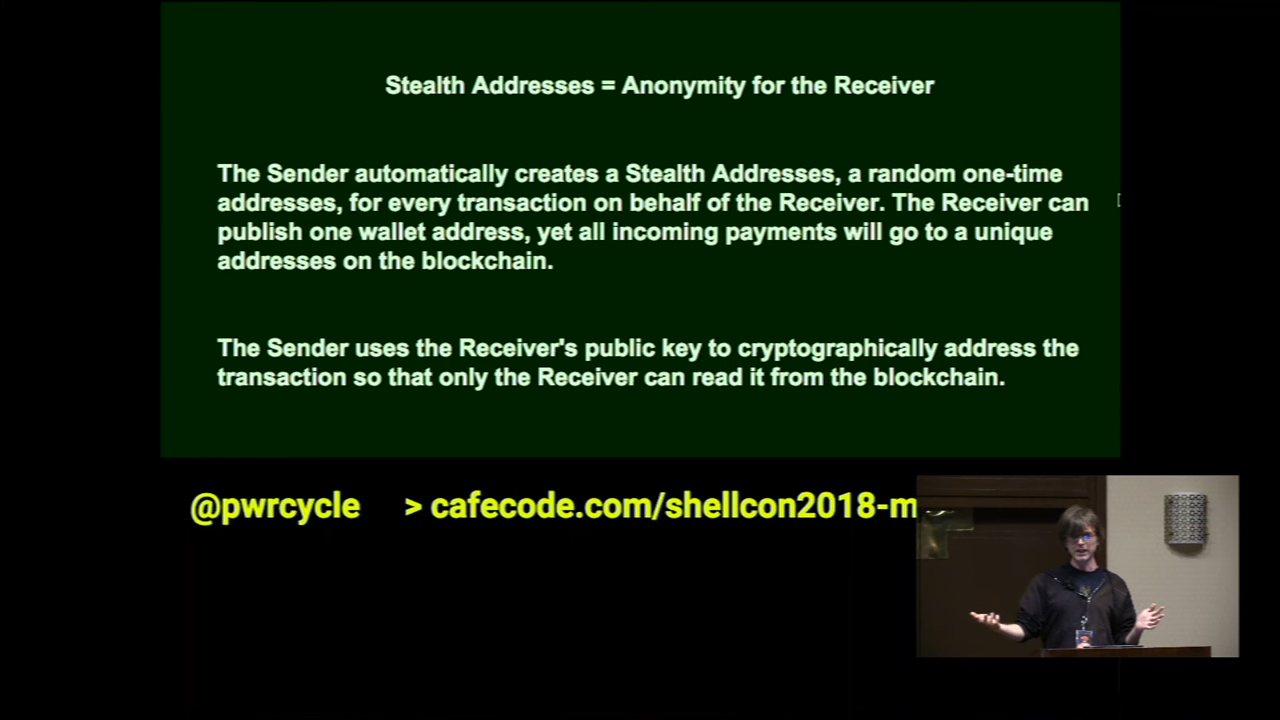 Stealth Addresses = Anonymity for the Receiver
The Sender automatically creates a Stealth Addresses, a random one-time
addresses, for every transaction on behalf of the Receiver. The Receiver can
publish one wallet address, yet all incoming payments will go to a unique
addresses on the blockchain.
The Sender uses the Receiver's public key to cryptographically address the
transaction so that only the Receiver can read it from the blockchain.
@pwrcycle > cafecode.com/shellcon2018-m